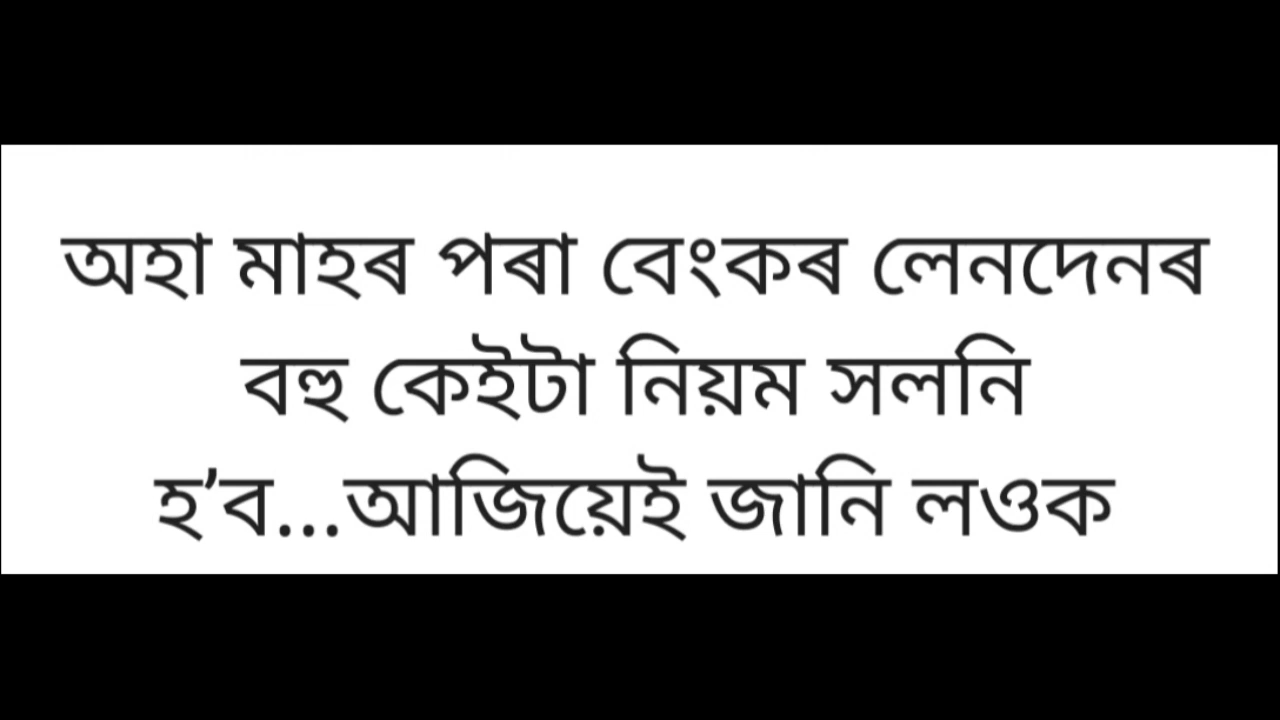 অহা মাহৰ পৰা বেংকৰ লেনদেনৰ
বহু কেইটা নিয়ম সলনি
হ’ব...আজিয়েই জানি লওক